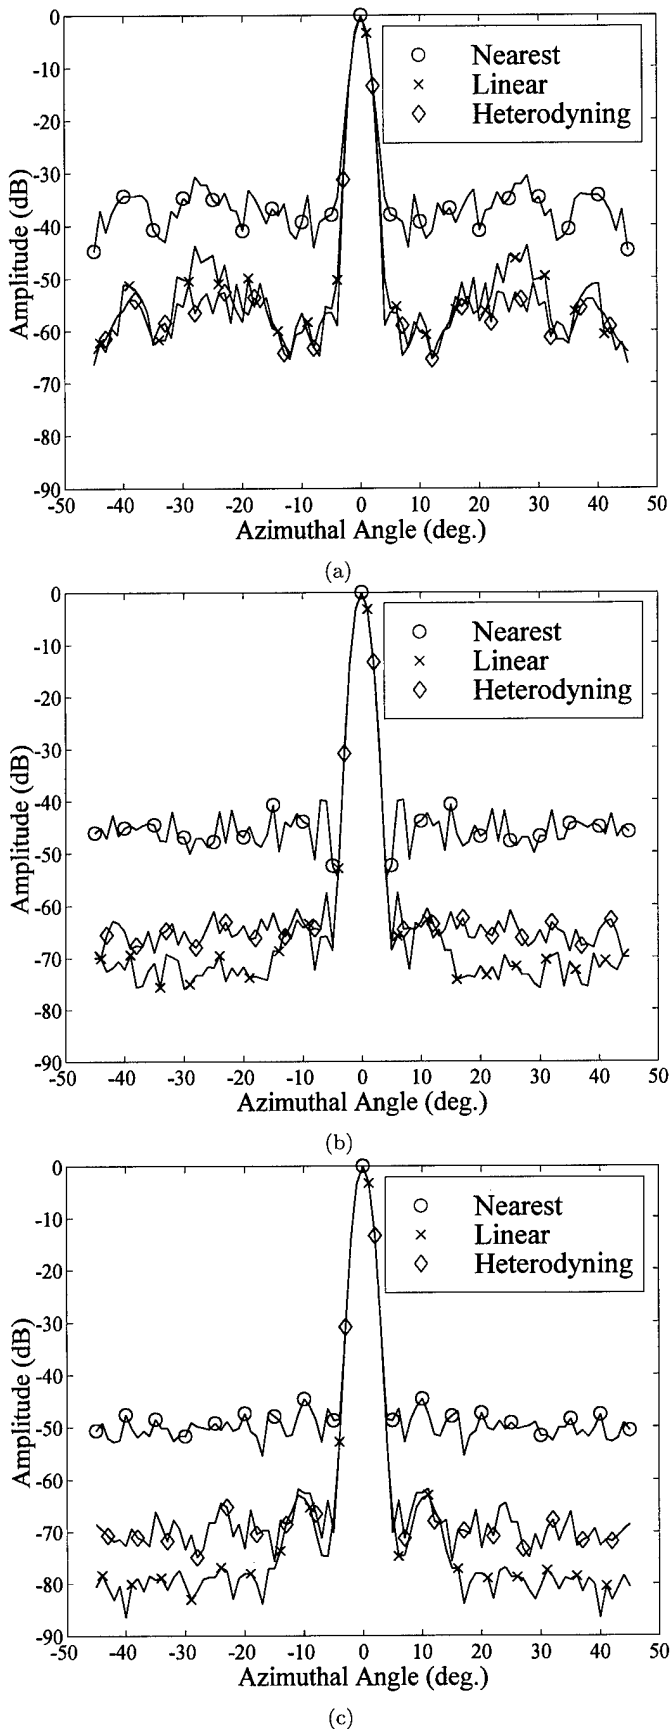 0
-10
-20
-30
-40
-50
-60
-70
-80
-90
Amplitude (dB)
Nearest
Linear
Heterodyning
-50 -40 -30 -20 -10 0 10 20 30 40 50
Azimuthal Angle (deg.)
(a)
0
-10
-20
-30
-40
-50
-60
-70
-80
-90
Amplitude (dB)
Nearest
Linear
Heterodyning
-50 -40 -30 -20 -10 0 10 20 30 40 50
Azimuthal Angle (deg.)
(b)
0
-10
-20
-30
-40
-50
-60
-70
-80
-90
Amplitude (dB)
Nearest
Linear
Heterodyning
-50 -40 -30 -20 -10 0 10 20 30 40 50
Azimuthal Angle (deg.)
(c)